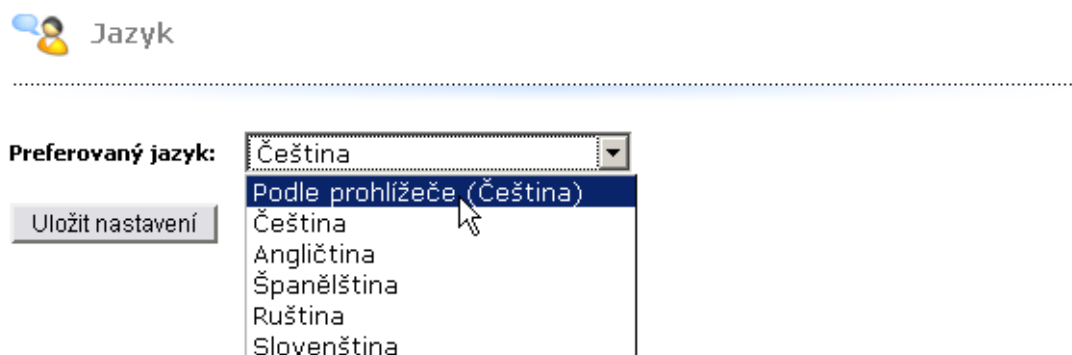 Jazyk
Preferovaný jazyk: Čeština
Podle prohlížeče (Čeština)
Uložit nastavení
Čeština
Angličtina
Španělština
Ruština
Slovenština